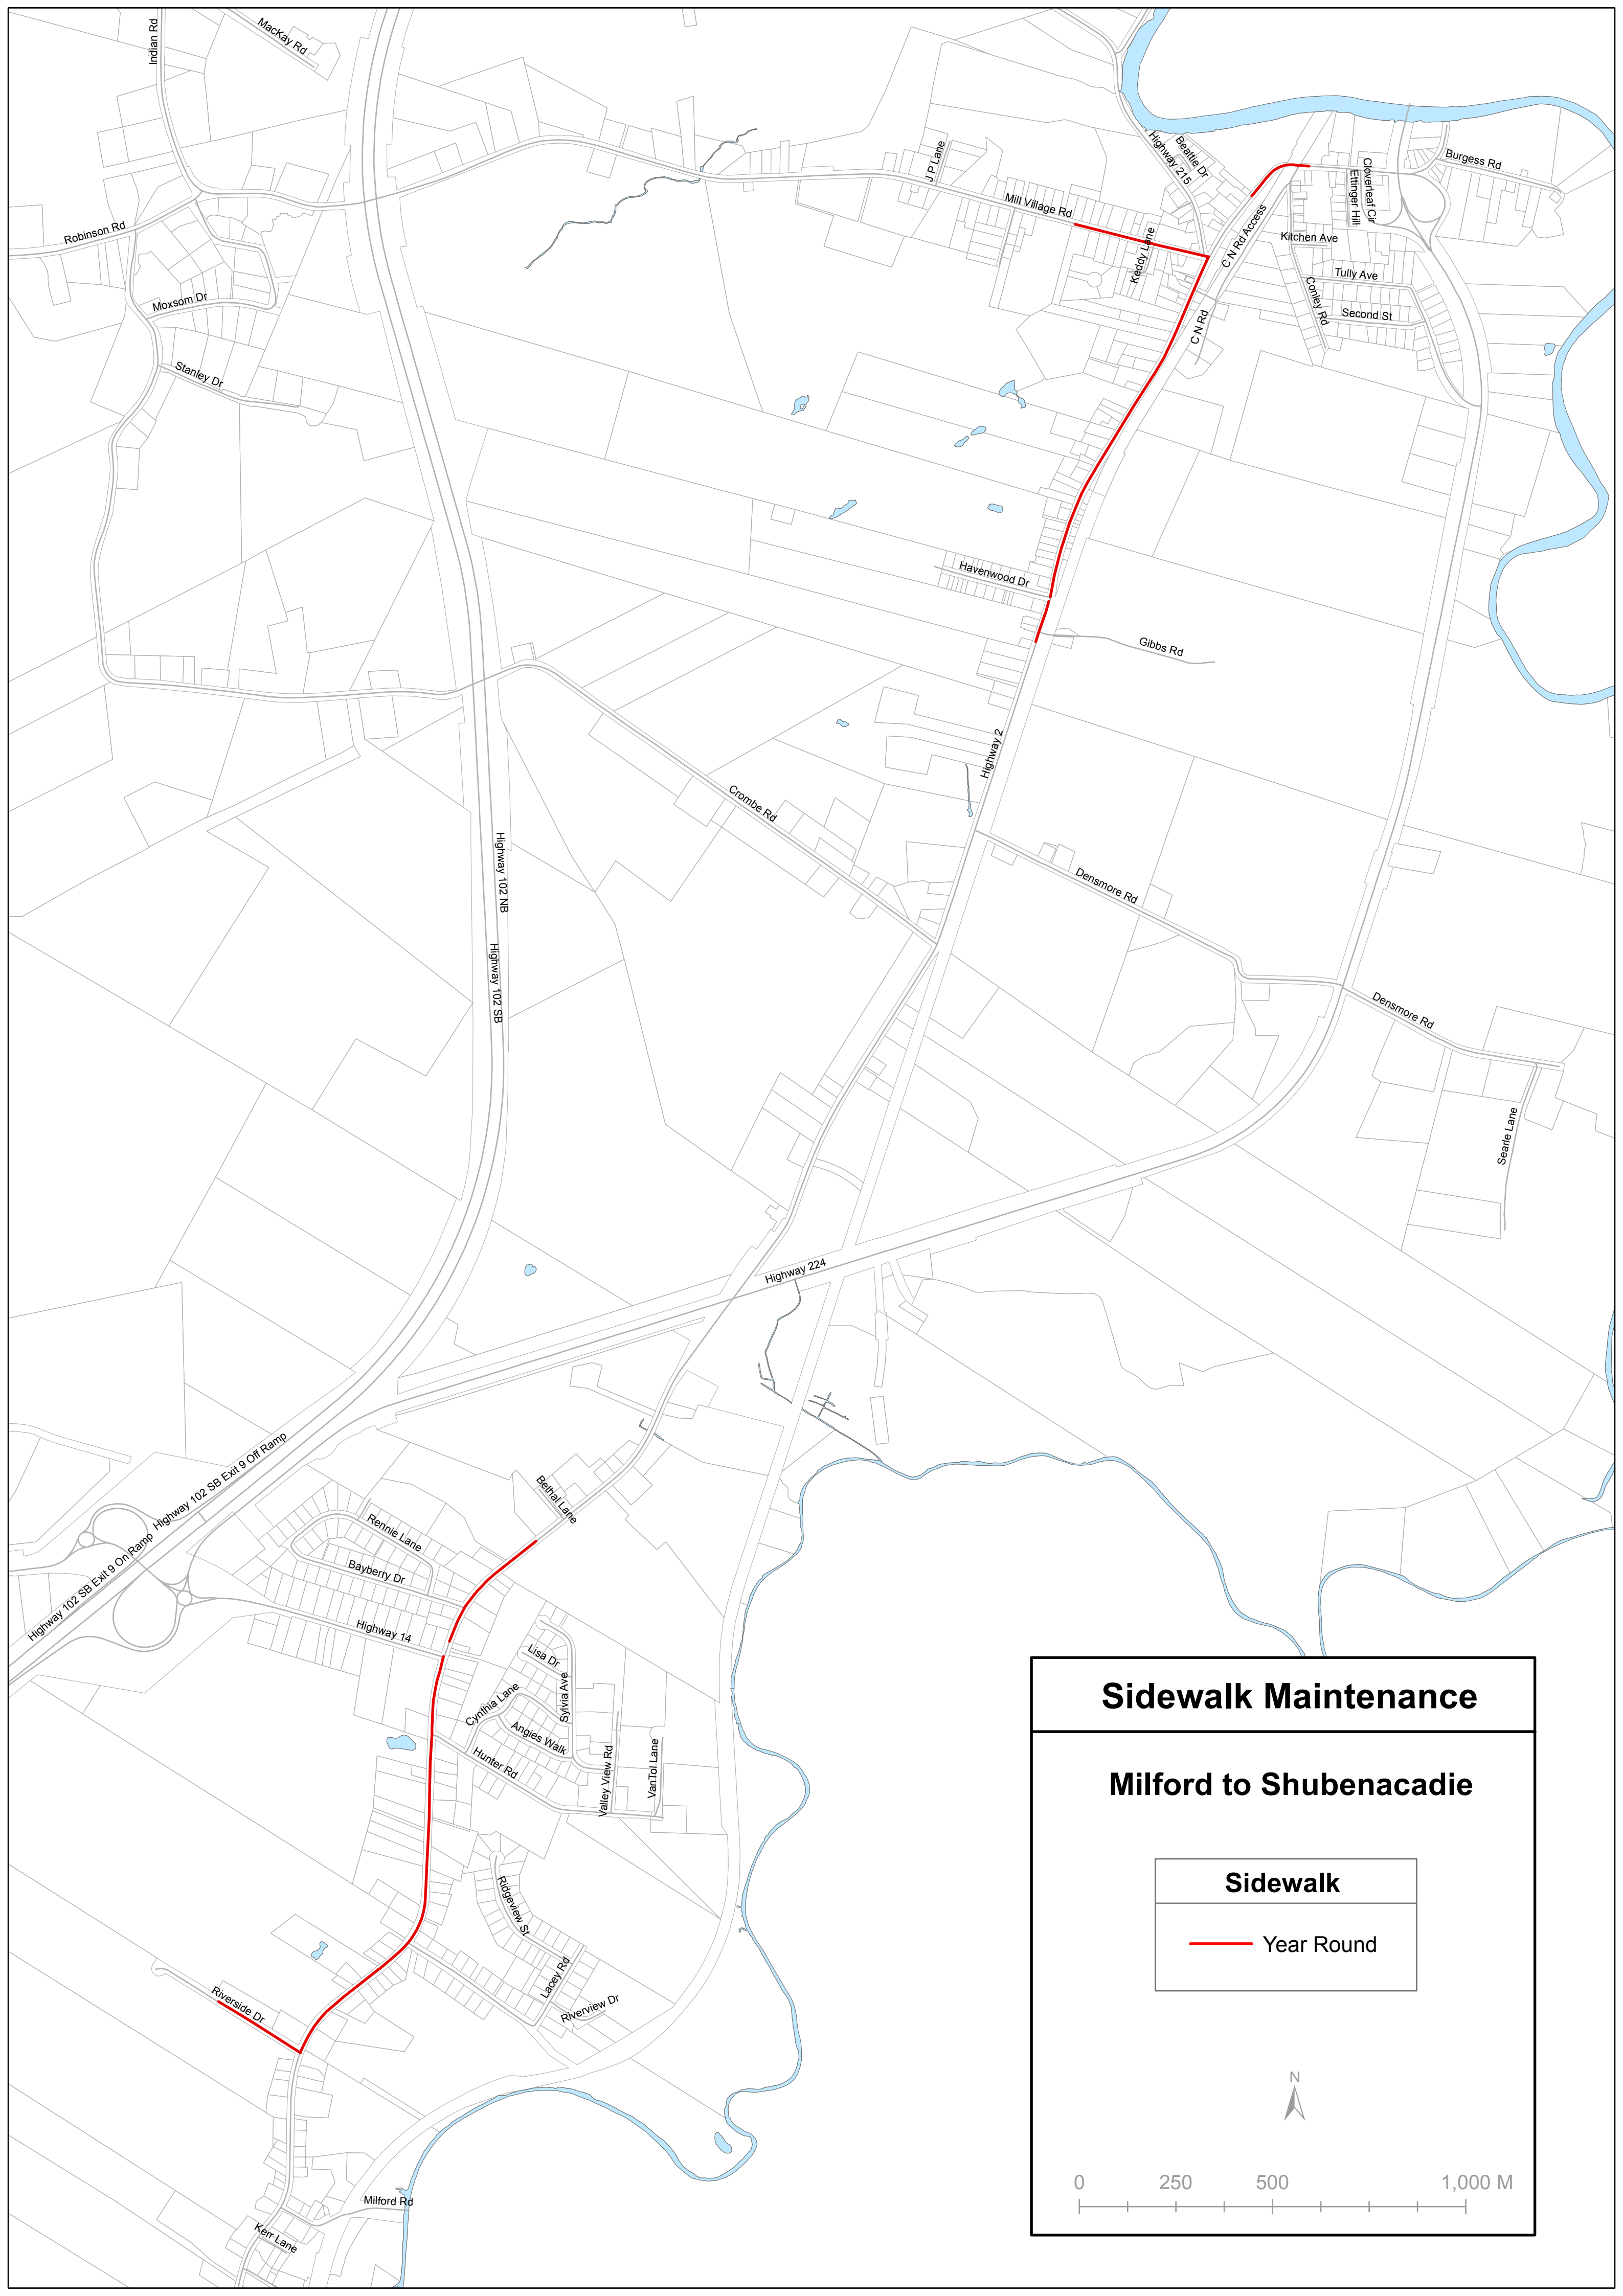 Indian Rd
MacKay Rd
Robinson Rd
Moxsom Dr
Stanley Dr
J P Lane
Mill Village Rd
Keddy Lane
Highway 215
Beattie Dr
C N Rd Access
C N Rd
Kitchen Ave
Ettinger Hill
Cloverleaf Cir
Burgess Rd
Tully Ave
Conley Rd
Second St
Havenwood Dr
Gibbs Rd
Highway 2
Crombe Rd
Highway 102 NB
Highway 102 SB
Densmore Rd
Densmore Rd
Searle Lane
Highway 224
Highway 102 SB Exit 9 Off Ramp
Highway 102 SB Exit 9 On Ramp
Bethal Lane
Rennie Lane
Bayberry Dr
Highway 14
Lisa Dr
Sylvia Ave
Cynthia Lane
Angies Walk
Hunter Rd
Valley View Rd
VanTol Lane
Ridgeview St
Lacey Rd
Riverview Dr
Riverside Dr
Milford Rd
Kerr Lane
Sidewalk Maintenance
Milford to Shubenacadie
Sidewalk
Year Round
N
0 250 500 1,000 M